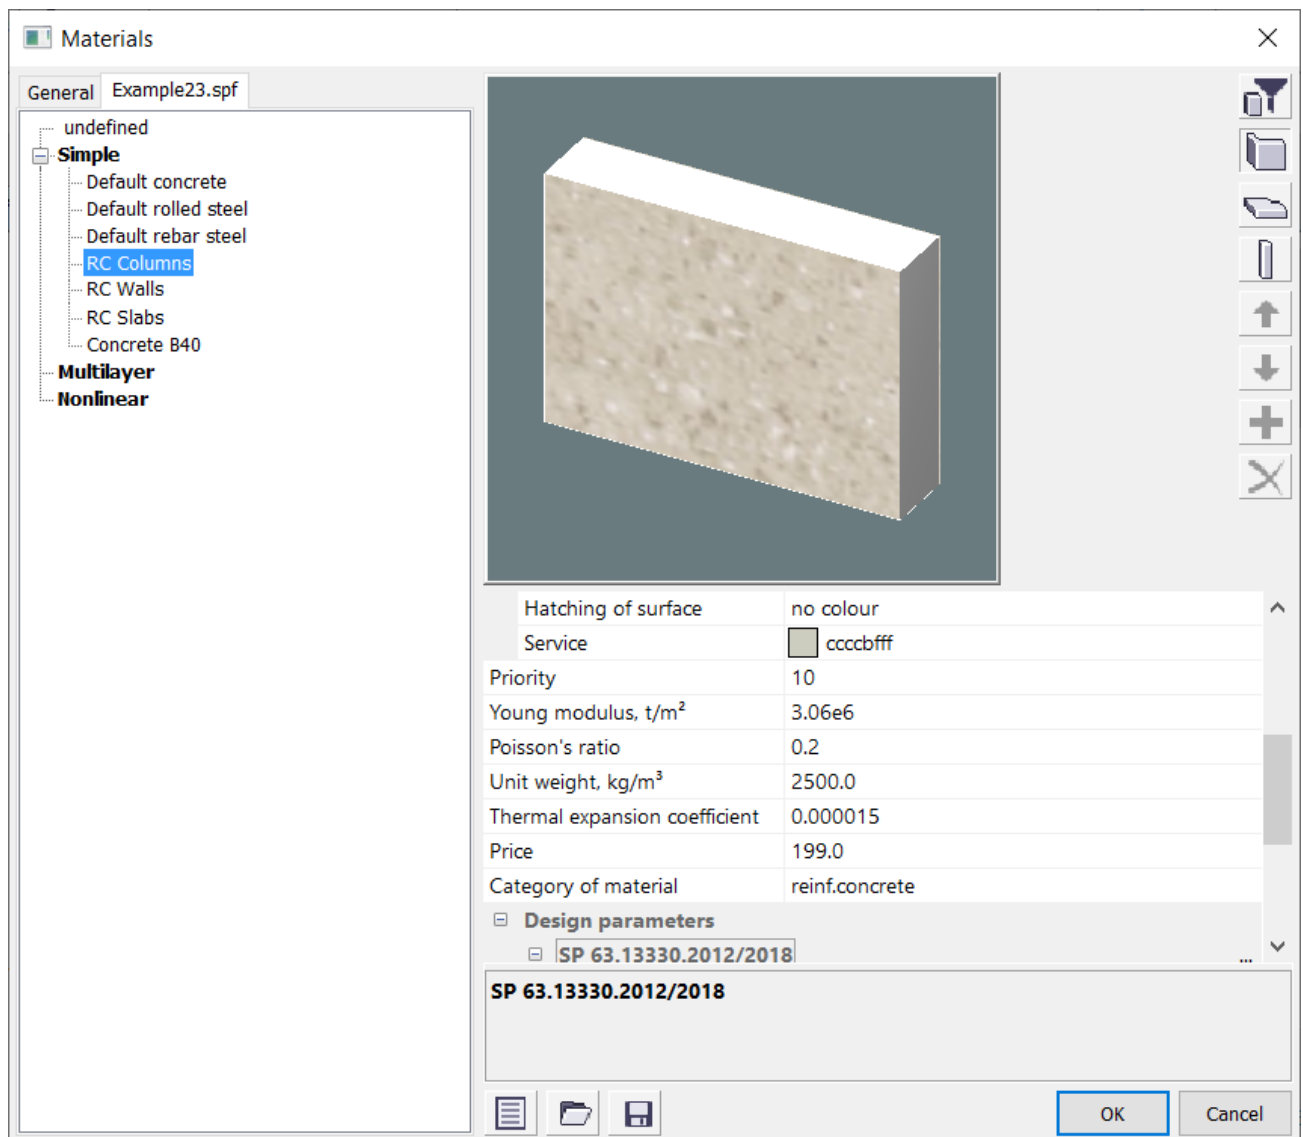 Materials
General Example23.spf
undefined
Simple
Default concrete
Default rolled steel
Default rebar steel
RC Columns
RC Walls
RC Slabs
Concrete B40
Multilayer
Nonlinear
Hatching of surface no colour
Service ccccbfff
Priority 10
Young modulus, t/m² 3.06e6
Poisson's ratio 0.2
Unit weight, kg/m³ 2500.0
Thermal expansion coefficient 0.000015
Price 199.0
Category of material reinf.concrete
Design parameters
SP 63.13330.2012/2018 ...
SP 63.13330.2012/2018
OK Cancel